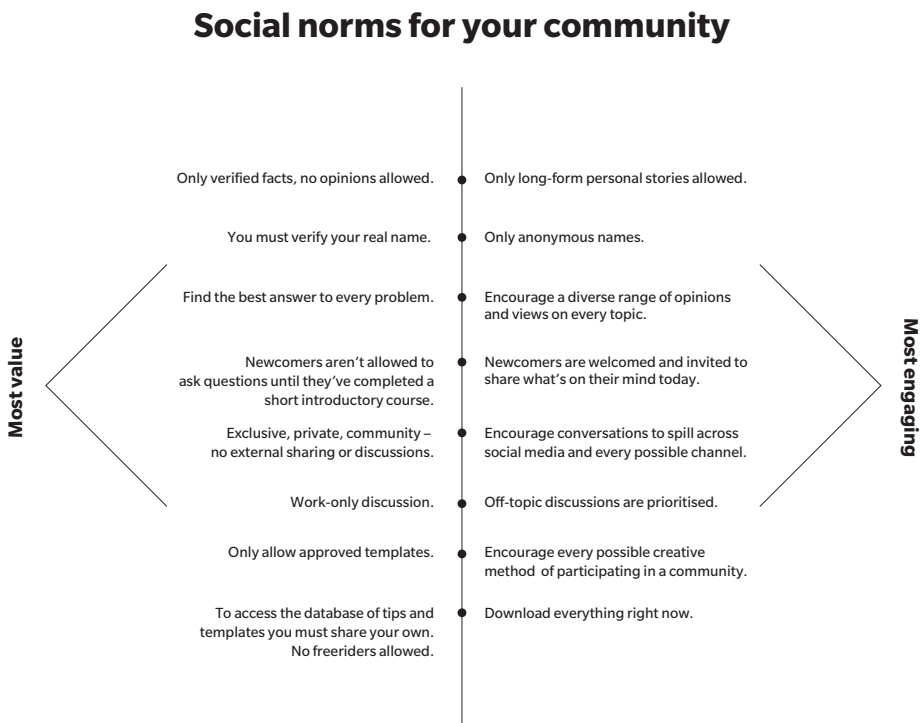 Social norms for your community
Only verified facts, no opinions allowed.
Only long-form personal stories allowed.
You must verify your real name.
Only anonymous names.
Find the best answer to every problem.
Encourage a diverse range of opinions
and views on every topic.
Newcomers aren’t allowed to
ask questions until they’ve completed a
short introductory course.
Newcomers are welcomed and invited to
share what’s on their mind today.
Exclusive, private, community –
no external sharing or discussions.
Encourage conversations to spill across
social media and every possible channel.
Work-only discussion.
Off-topic discussions are prioritised.
Only allow approved templates.
Encourage every possible creative
method of participating in a community.
To access the database of tips and
templates you must share your own.
No freeriders allowed.
Download everything right now.
Most value
Most engaging